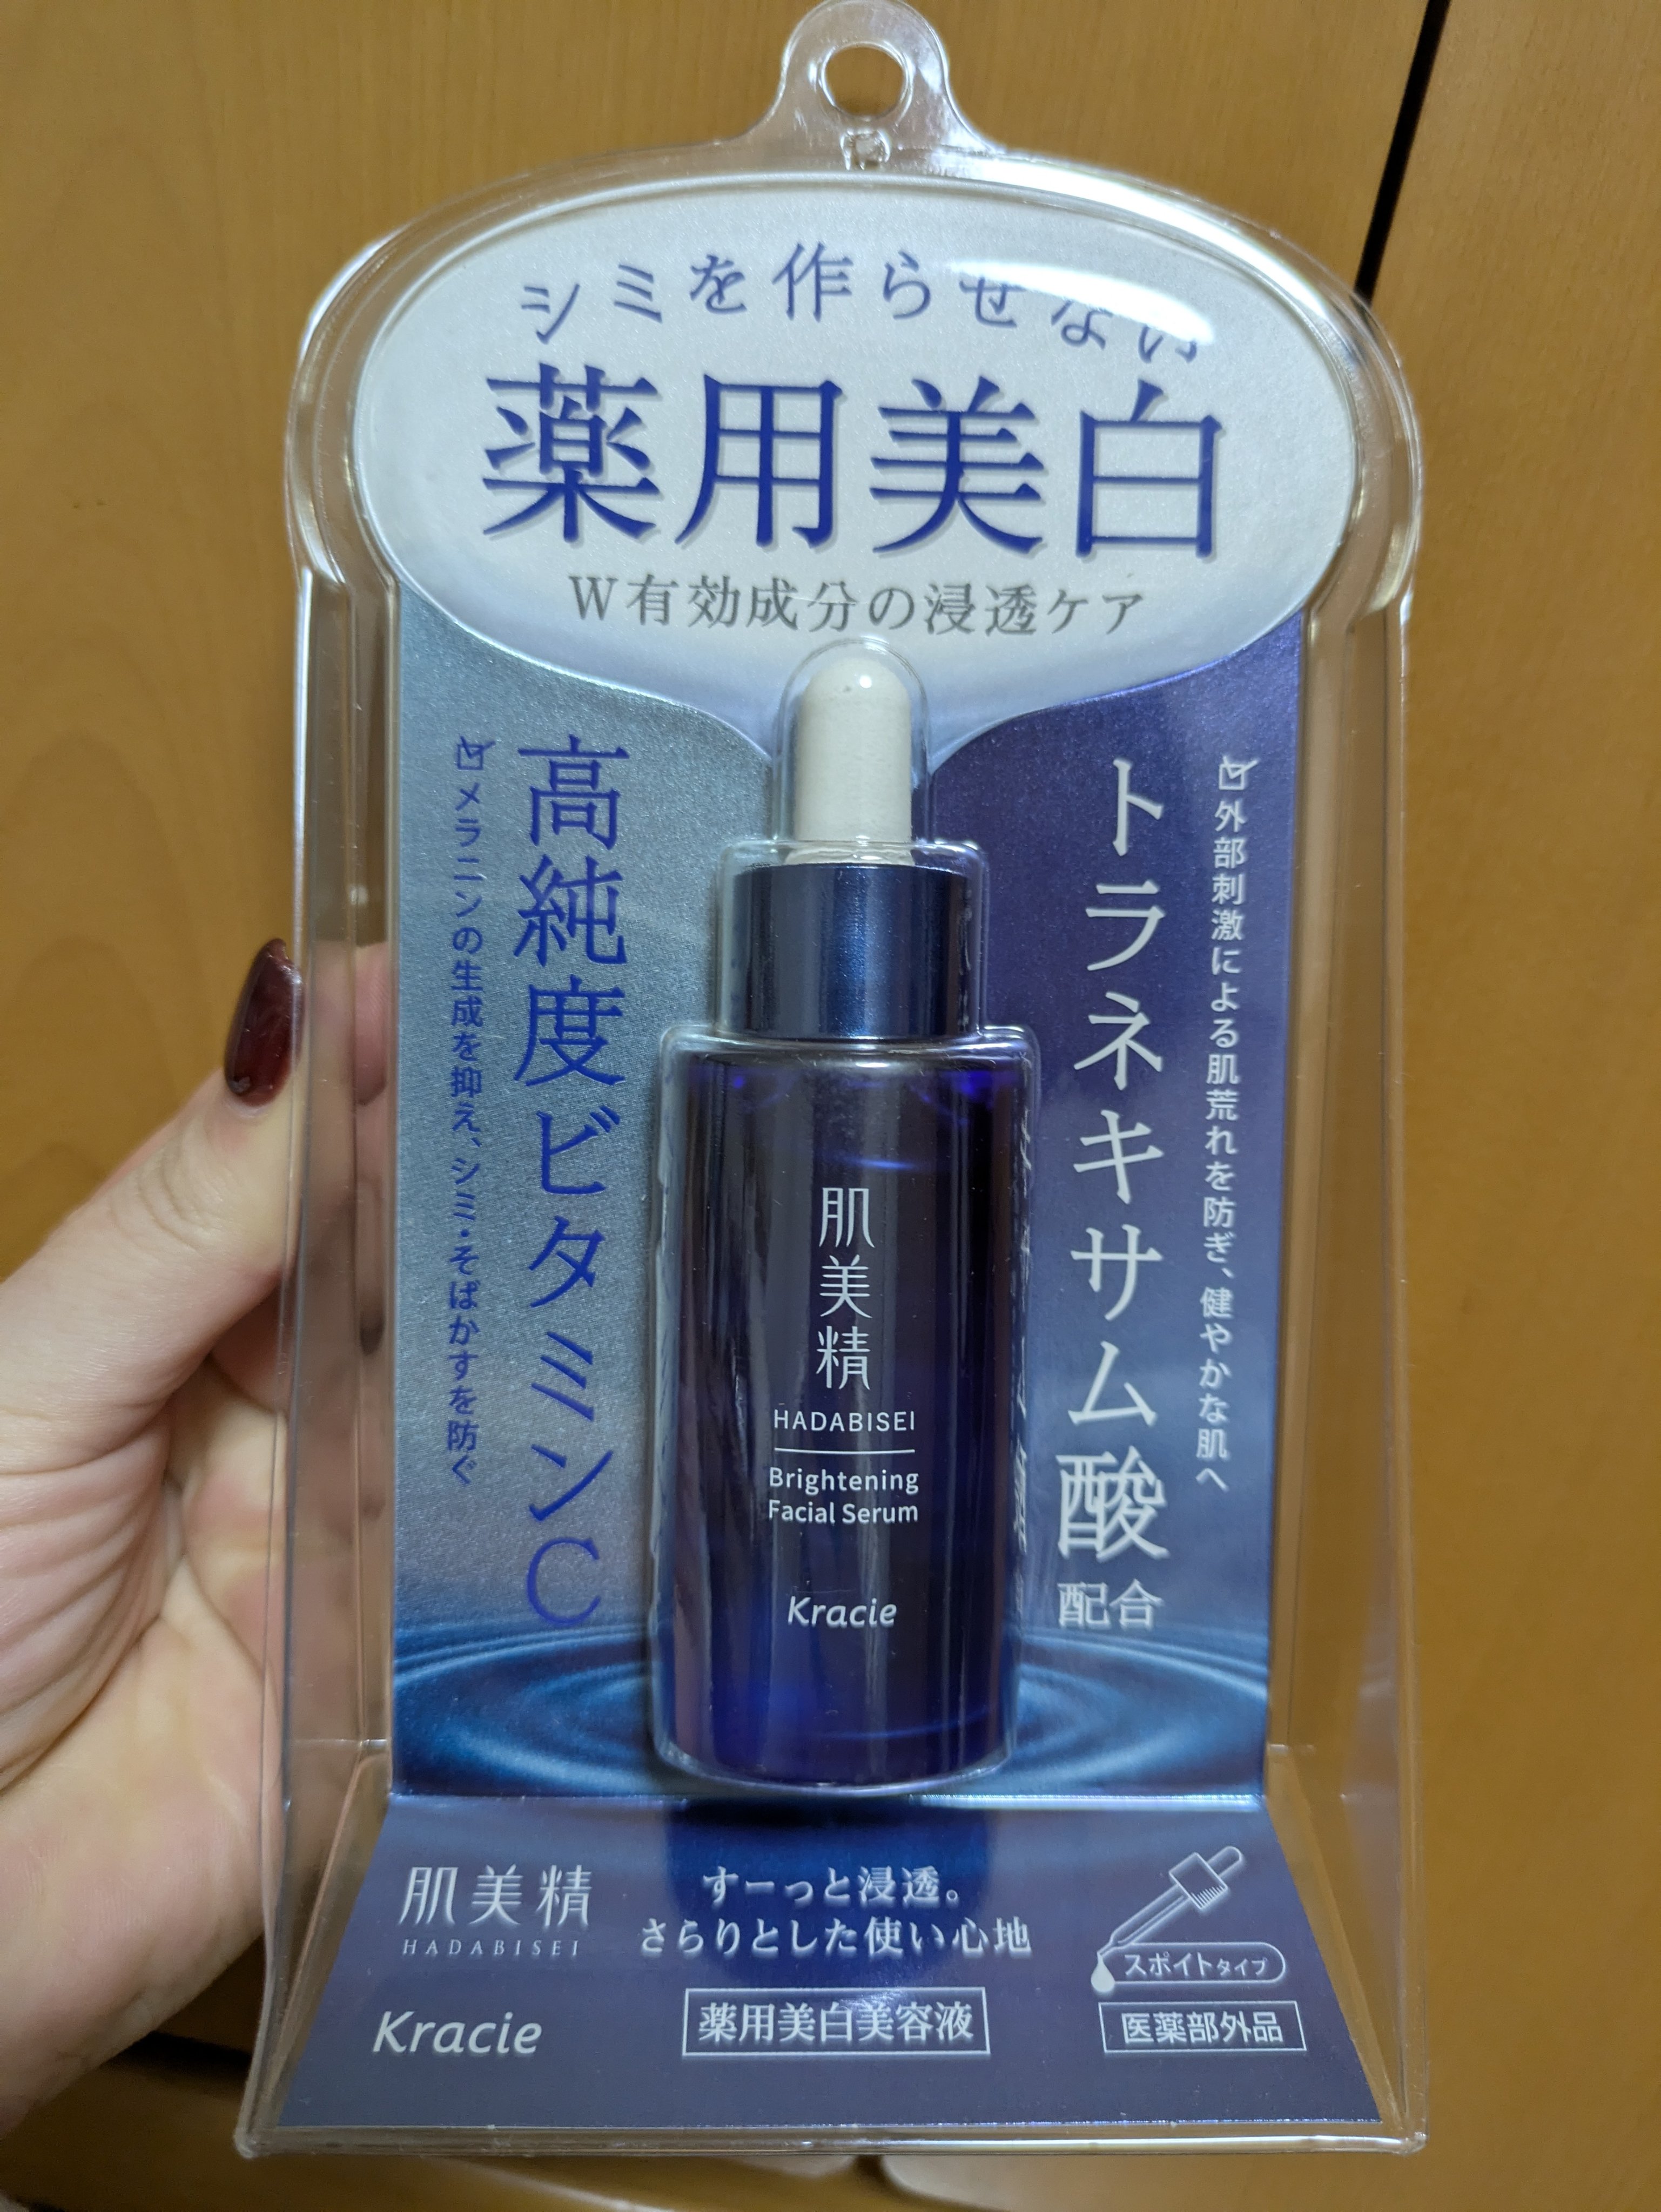 シミを作らせない
薬用美白
W有効成分の浸透ケア
高純度ビタミンC
メラニンの生成を抑え、シミ・そばかすを防ぐ
外部刺激による肌荒れを防ぎ、健やかな肌へ
トラネキサム酸配合
肌美精
HADABISEI
Brightening
Facial Serum
Kracie
肌美精
HADABISEI
Kracie
すーっと浸透。
さらりとした使い心地
薬用美白美容液
スポイトタイプ
医薬部外品